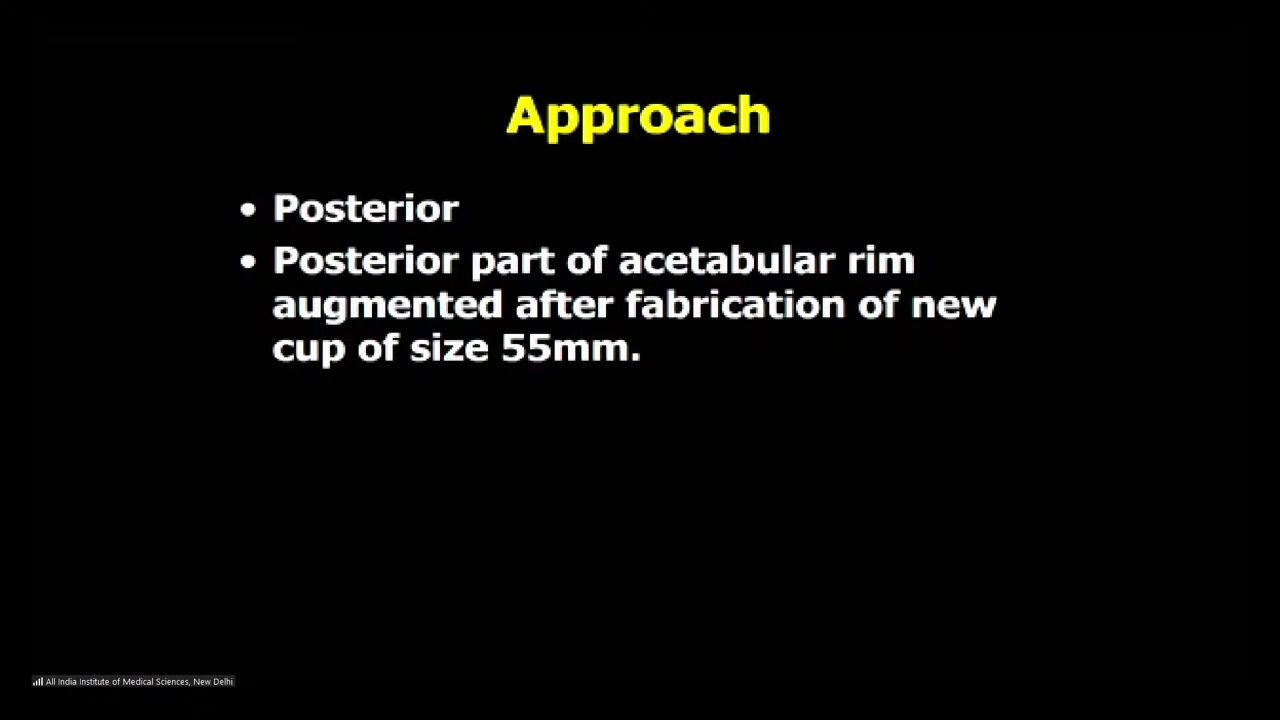 Approach
• Posterior
• Posterior part of acetabular rim
augmented after fabrication of new
cup of size 55mm.
All India Institute of Medical Sciences, New Delhi